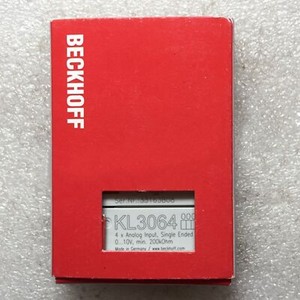 BECKHOFF
KL3064
4 x Analog Input, Single Ended
0...10V, min. 200kOhm
Made in Germany / www.beckhoff.com